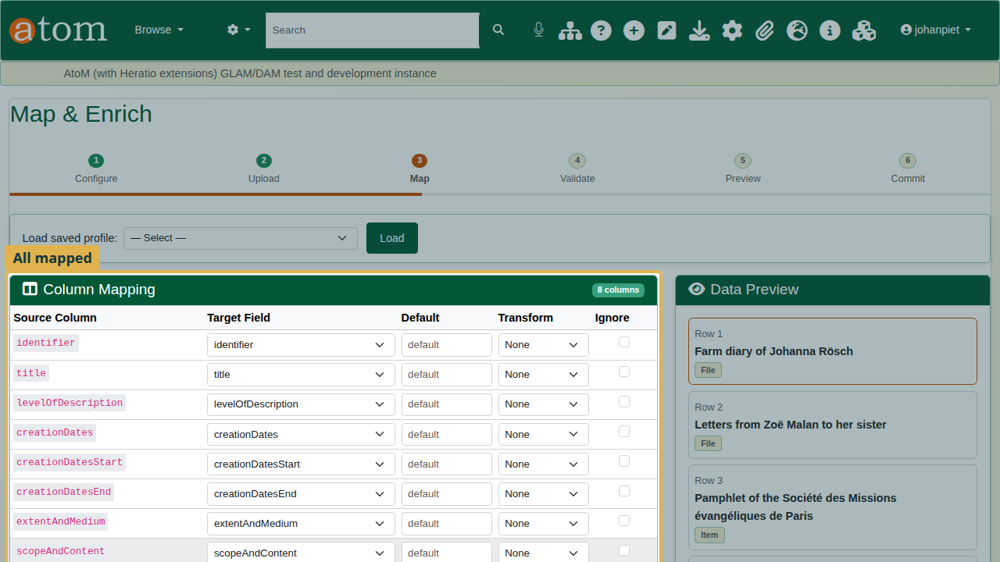 atom
Browse
Search
johanpiet
AtoM (with Heratio extensions) GLAM/DAM test and development instance
Map & Enrich
1 2 3 4 5 6
Configure Upload Map Validate Preview Commit
Load saved profile: — Select — Load
All mapped
Column Mapping 8 columns
Source Column Target Field Default Transform Ignore
identifier identifier default None
title title default None
levelOfDescription levelOfDescription default None
creationDates creationDates default None
creationDatesStart creationDatesStart default None
creationDatesEnd creationDatesEnd default None
extentAndMedium extentAndMedium default None
scopeAndContent scopeAndContent default None
Data Preview
Row 1
Farm diary of Johanna Rösch
File
Row 2
Letters from Zoë Malan to her sister
File
Row 3
Pamphlet of the Société des Missions
évangéliques de Paris
Item